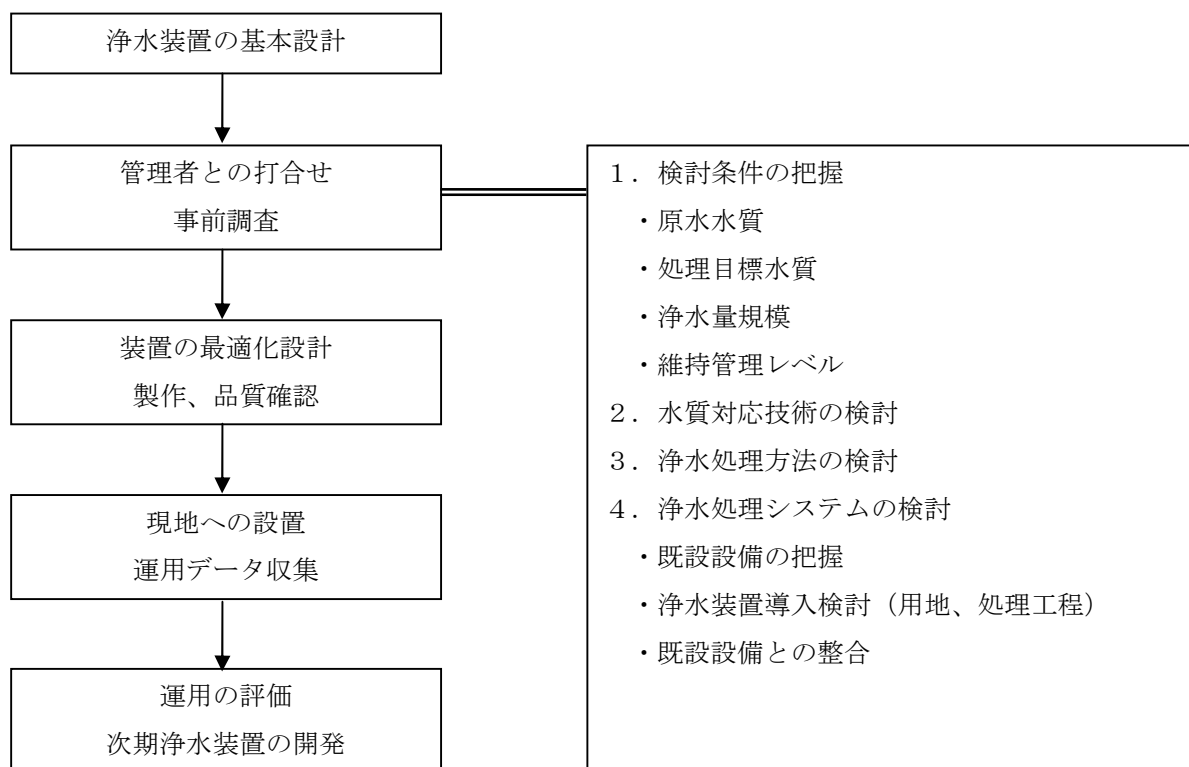 浄水装置の基本設計
管理者との打合せ
事前調査
装置の最適化設計
製作、品質確認
現地への設置
運用データ収集
運用の評価
次期浄水装置の開発
１．検討条件の把握
・原水水質
・処理目標水質
・浄水量規模
・維持管理レベル
２．水質対応技術の検討
３．浄水処理方法の検討
４．浄水処理システムの検討
・既設設備の把握
・浄水装置導入検討（用地、処理工程）
・既設設備との整合